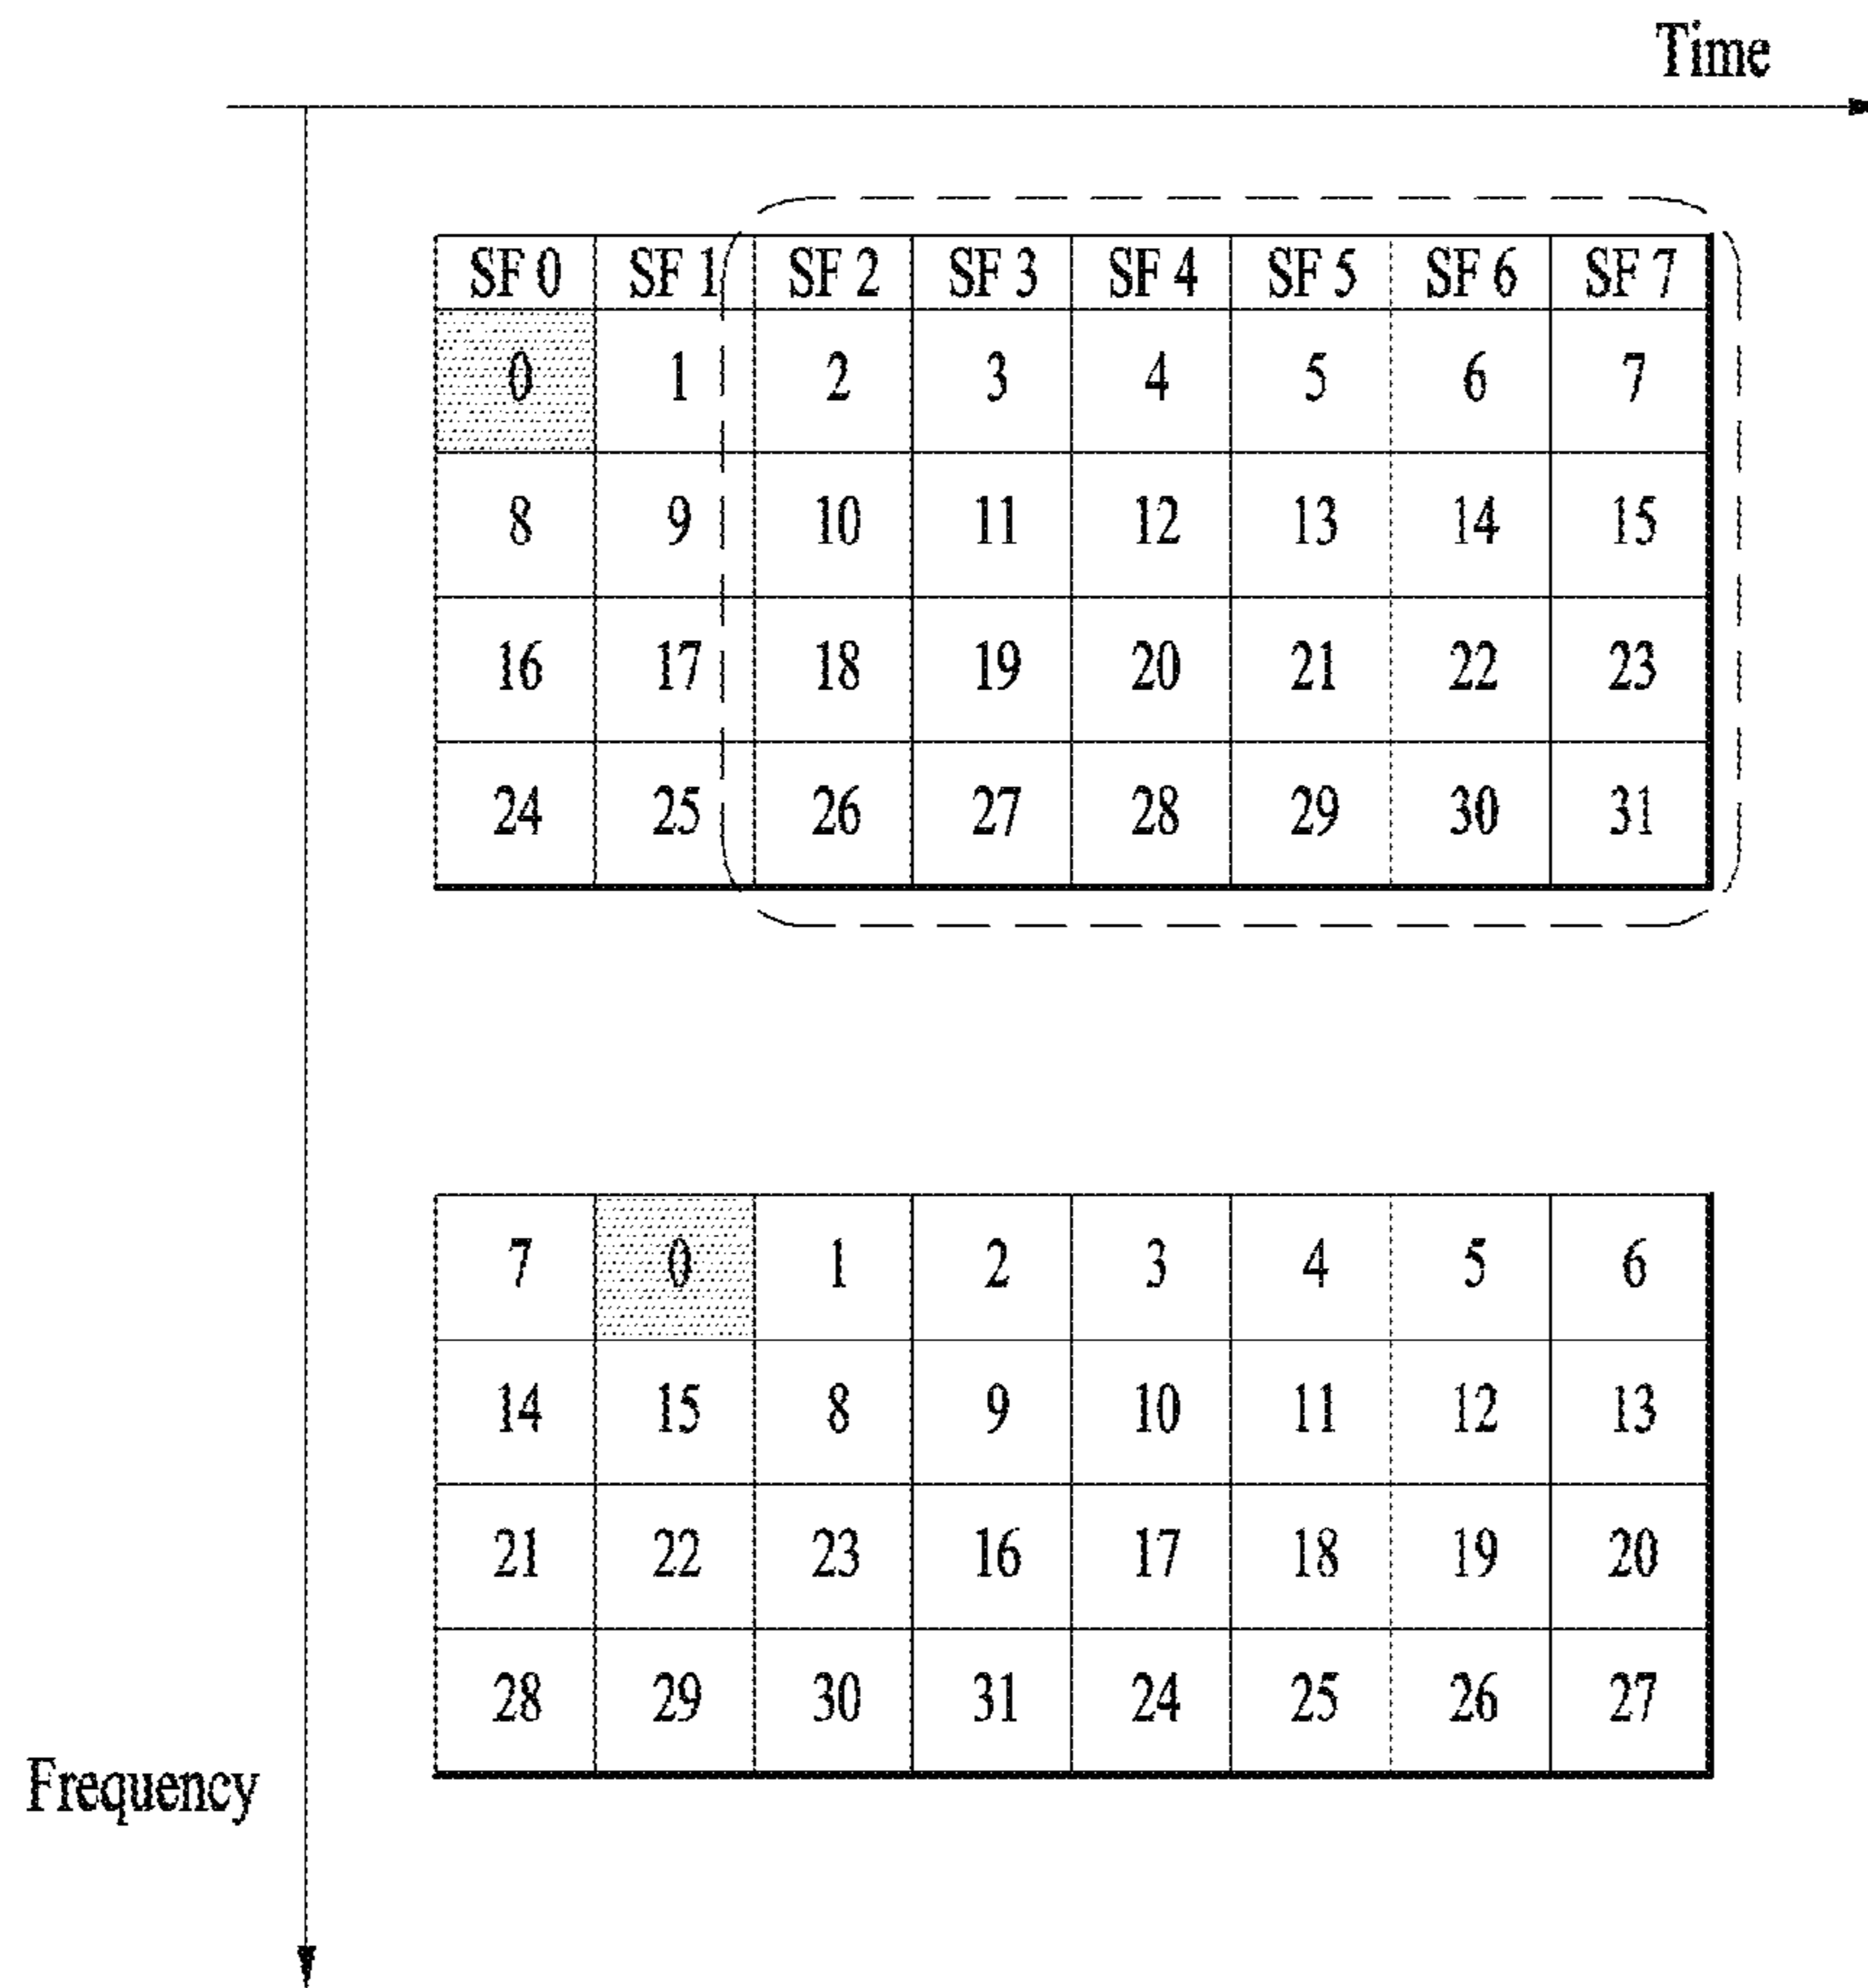 Time
SF 0 SF 1 SF 2 SF 3 SF 4 SF 5 SF 6 SF 7
0 1 2 3 4 5 6 7
8 9 10 11 12 13 14 15
16 17 18 19 20 21 22 23
24 25 26 27 28 29 30 31
7 0 1 2 3 4 5 6
14 15 8 9 10 11 12 13
21 22 23 16 17 18 19 20
28 29 30 31 24 25 26 27
Frequency